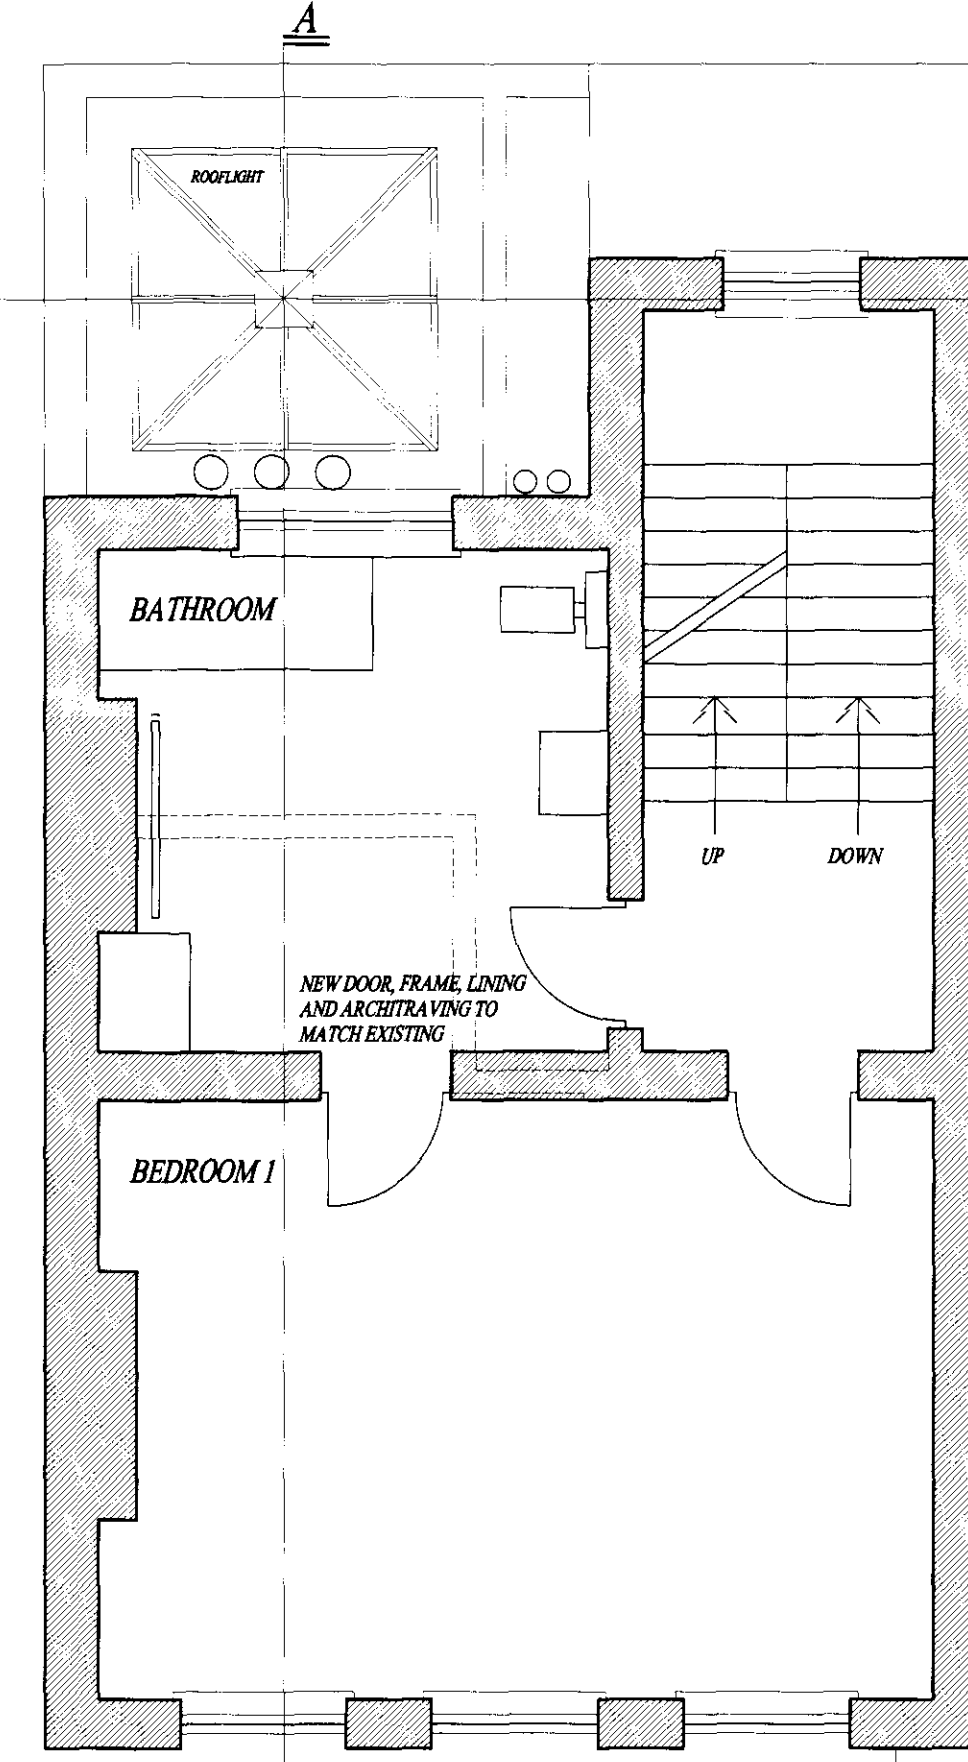 A
ROOFLIGHT
BATHROOM
UP
DOWN
NEW DOOR, FRAME, LINING
AND ARCHITRAVING TO
MATCH EXISTING
BEDROOM 1